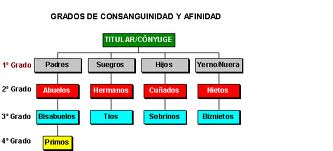 GRADOS DE CONSANGUINIDAD Y AFINIDAD
TITULAR/CÓNYUGE
1º Grado Padres Suegros Hijos Yerno/Nuera
2º Grado Abuelos Hermanos Cuñados Nietos
3º Grado Bisabuelos Tíos Sobrinos Biznietos
4º Grado Primos